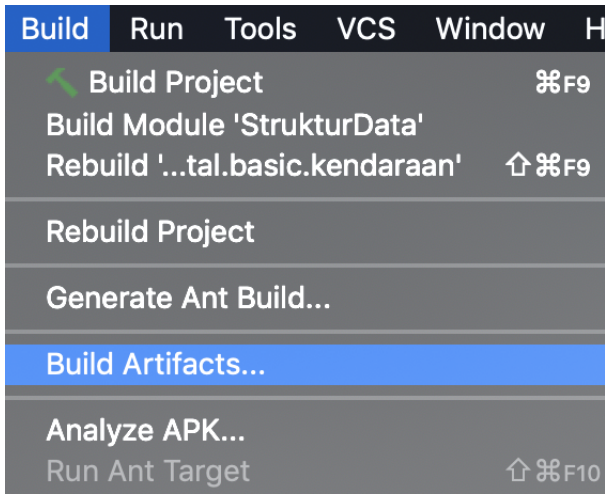 Build Run Tools VCS Window H
Build Project ⌘F9
Build Module 'StrukturData'
Rebuild '...tal.basic.kendaraan' ⇧⌘F9
Rebuild Project
Generate Ant Build...
Build Artifacts...
Analyze APK...
Run Ant Target ⇧⌘F10